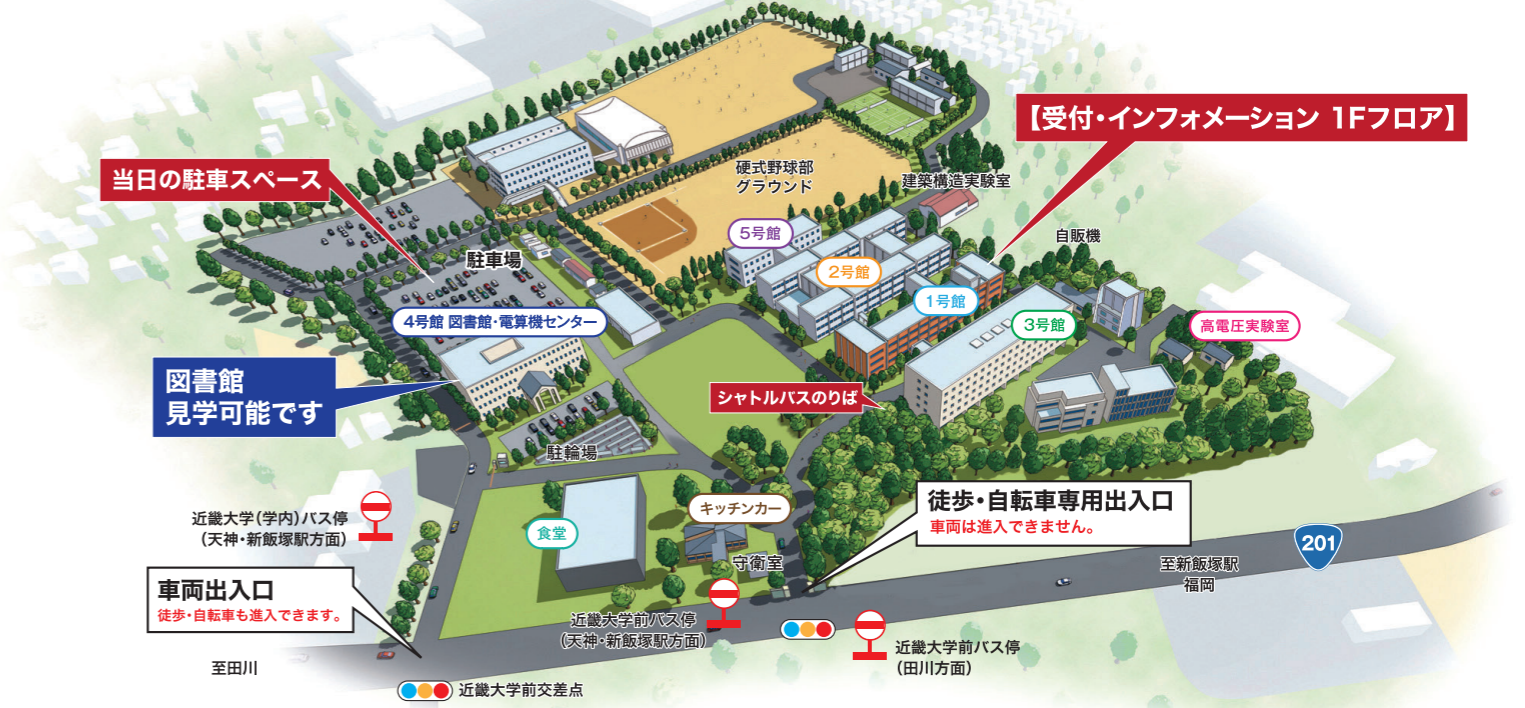 【受付・インフォメーション 1Fフロア】
当日の駐車スペース
硬式野球部
グラウンド
建築構造実験室
自販機
5号館
2号館
1号館
3号館
高電圧実験室
駐車場
4号館 図書館・電算機センター
図書館
見学可能です
シャトルバスのりば
駐輪場
キッチンカー
食堂
守衛室
徒歩・自転車専用出入口
車両は進入できません。
近畿大学(学内)バス停
(天神・新飯塚駅方面)
201
至新飯塚駅
福岡
車両出入口
徒歩・自転車も進入できます。
近畿大学前バス停
(天神・新飯塚駅方面)
近畿大学前バス停
(田川方面)
至田川
近畿大学前交差点